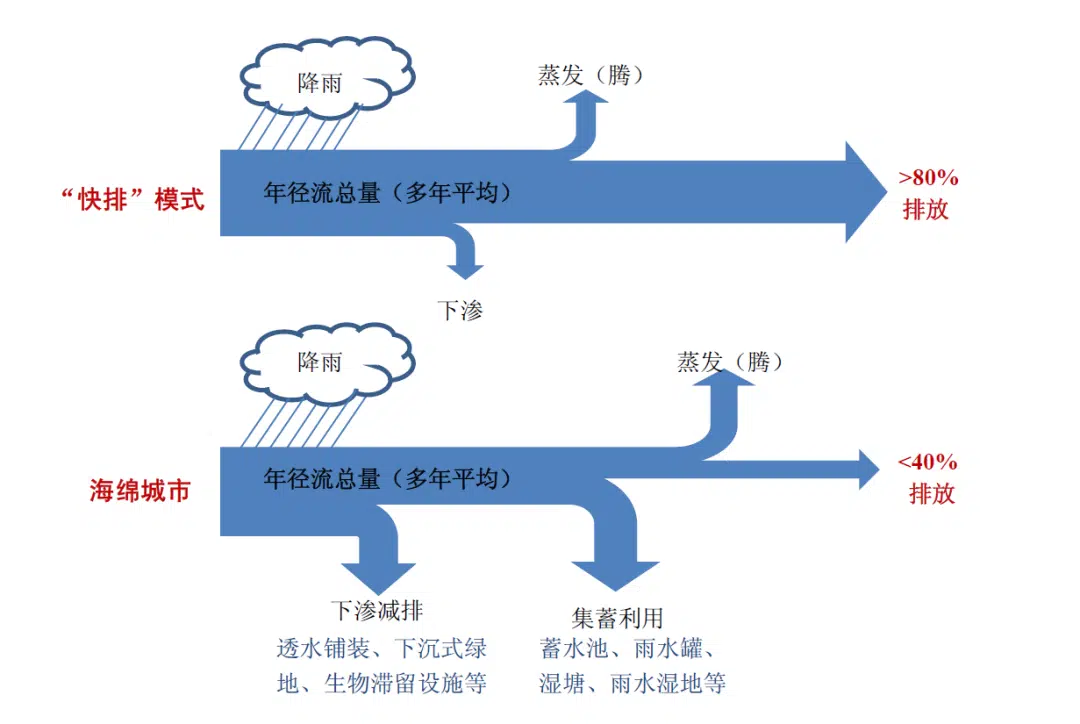 降雨
蒸发（腾）
“快排”模式
年径流总量（多年平均）
>80%
排放
下渗
降雨
蒸发（腾）
海绵城市
年径流总量（多年平均）
<40%
排放
下渗减排
透水铺装、下沉式绿
地、生物滞留设施等
集蓄利用
蓄水池、雨水罐、
湿塘、雨水湿地等